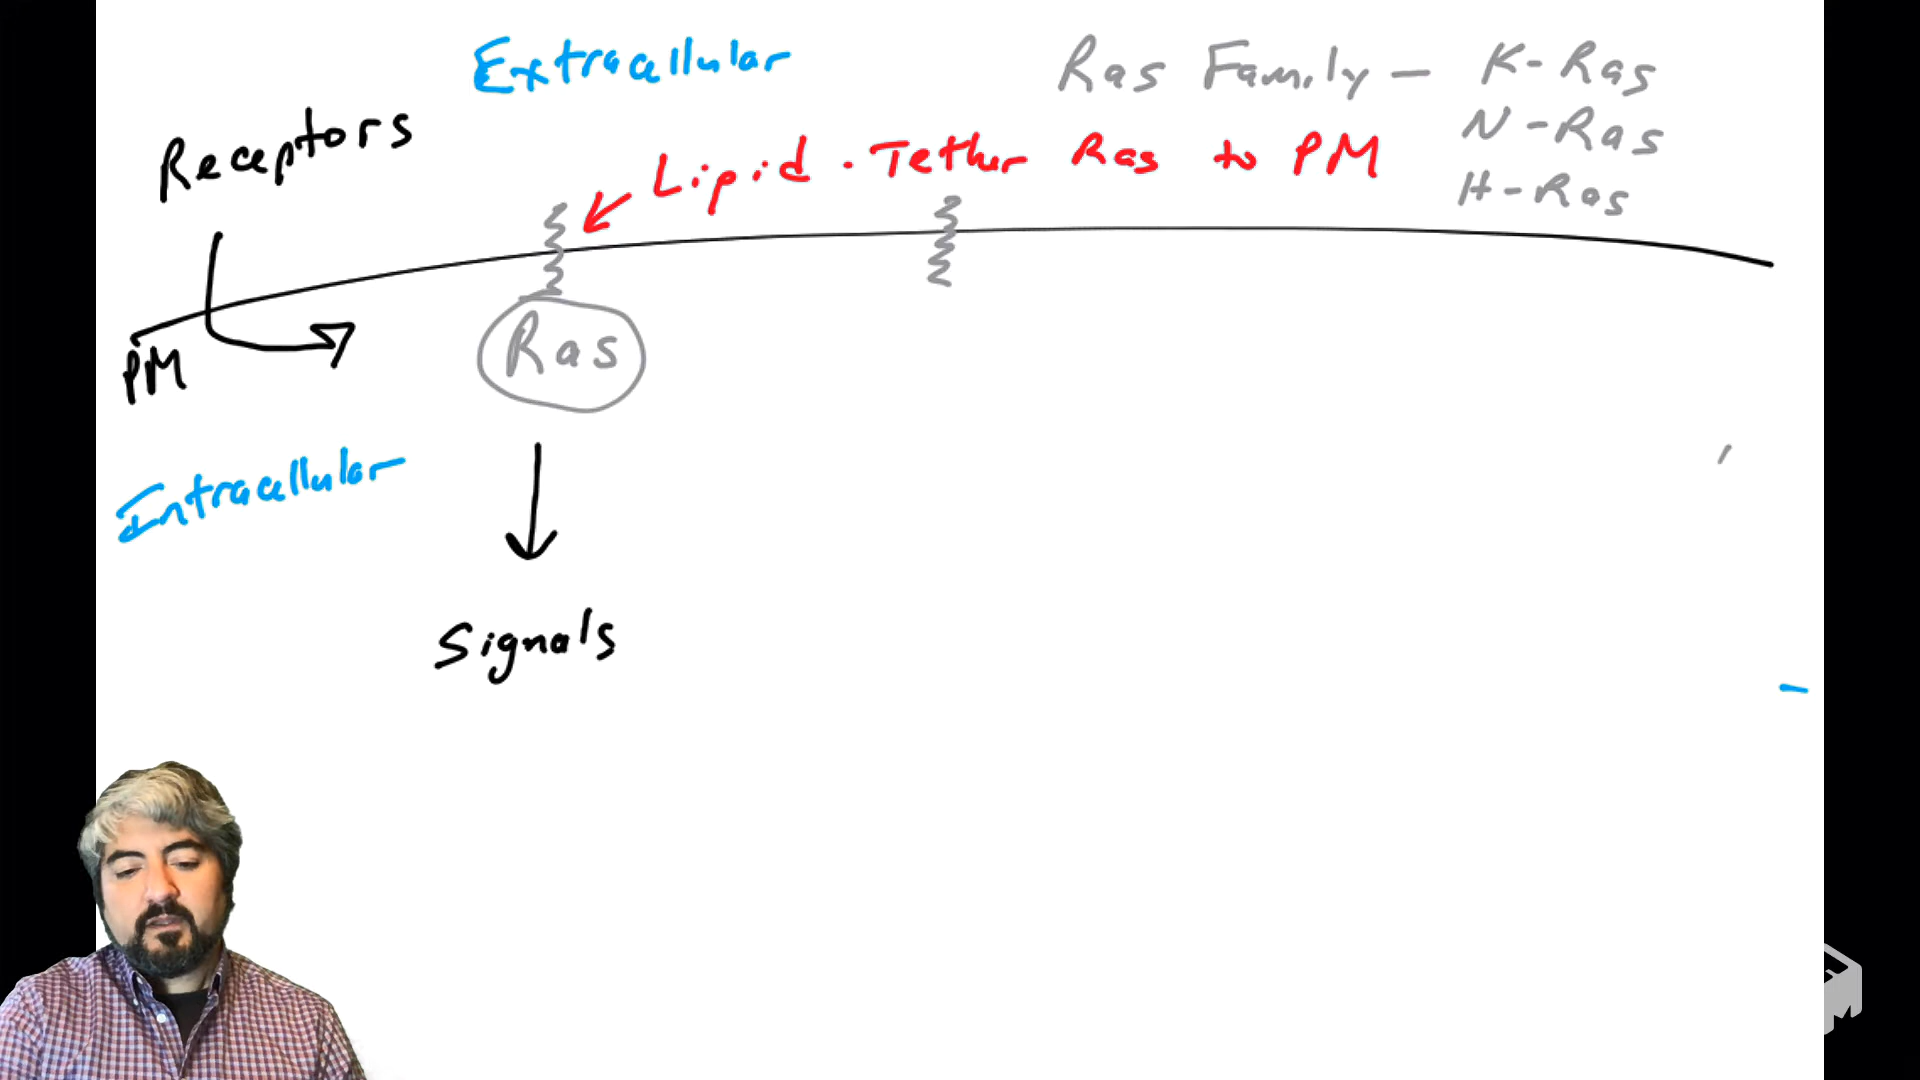 Extracellular
Ras Family - K-Ras
N-Ras
H-Ras
Receptors
Lipid · Tether Ras to PM
PM
Ras
Intracellular
Signals